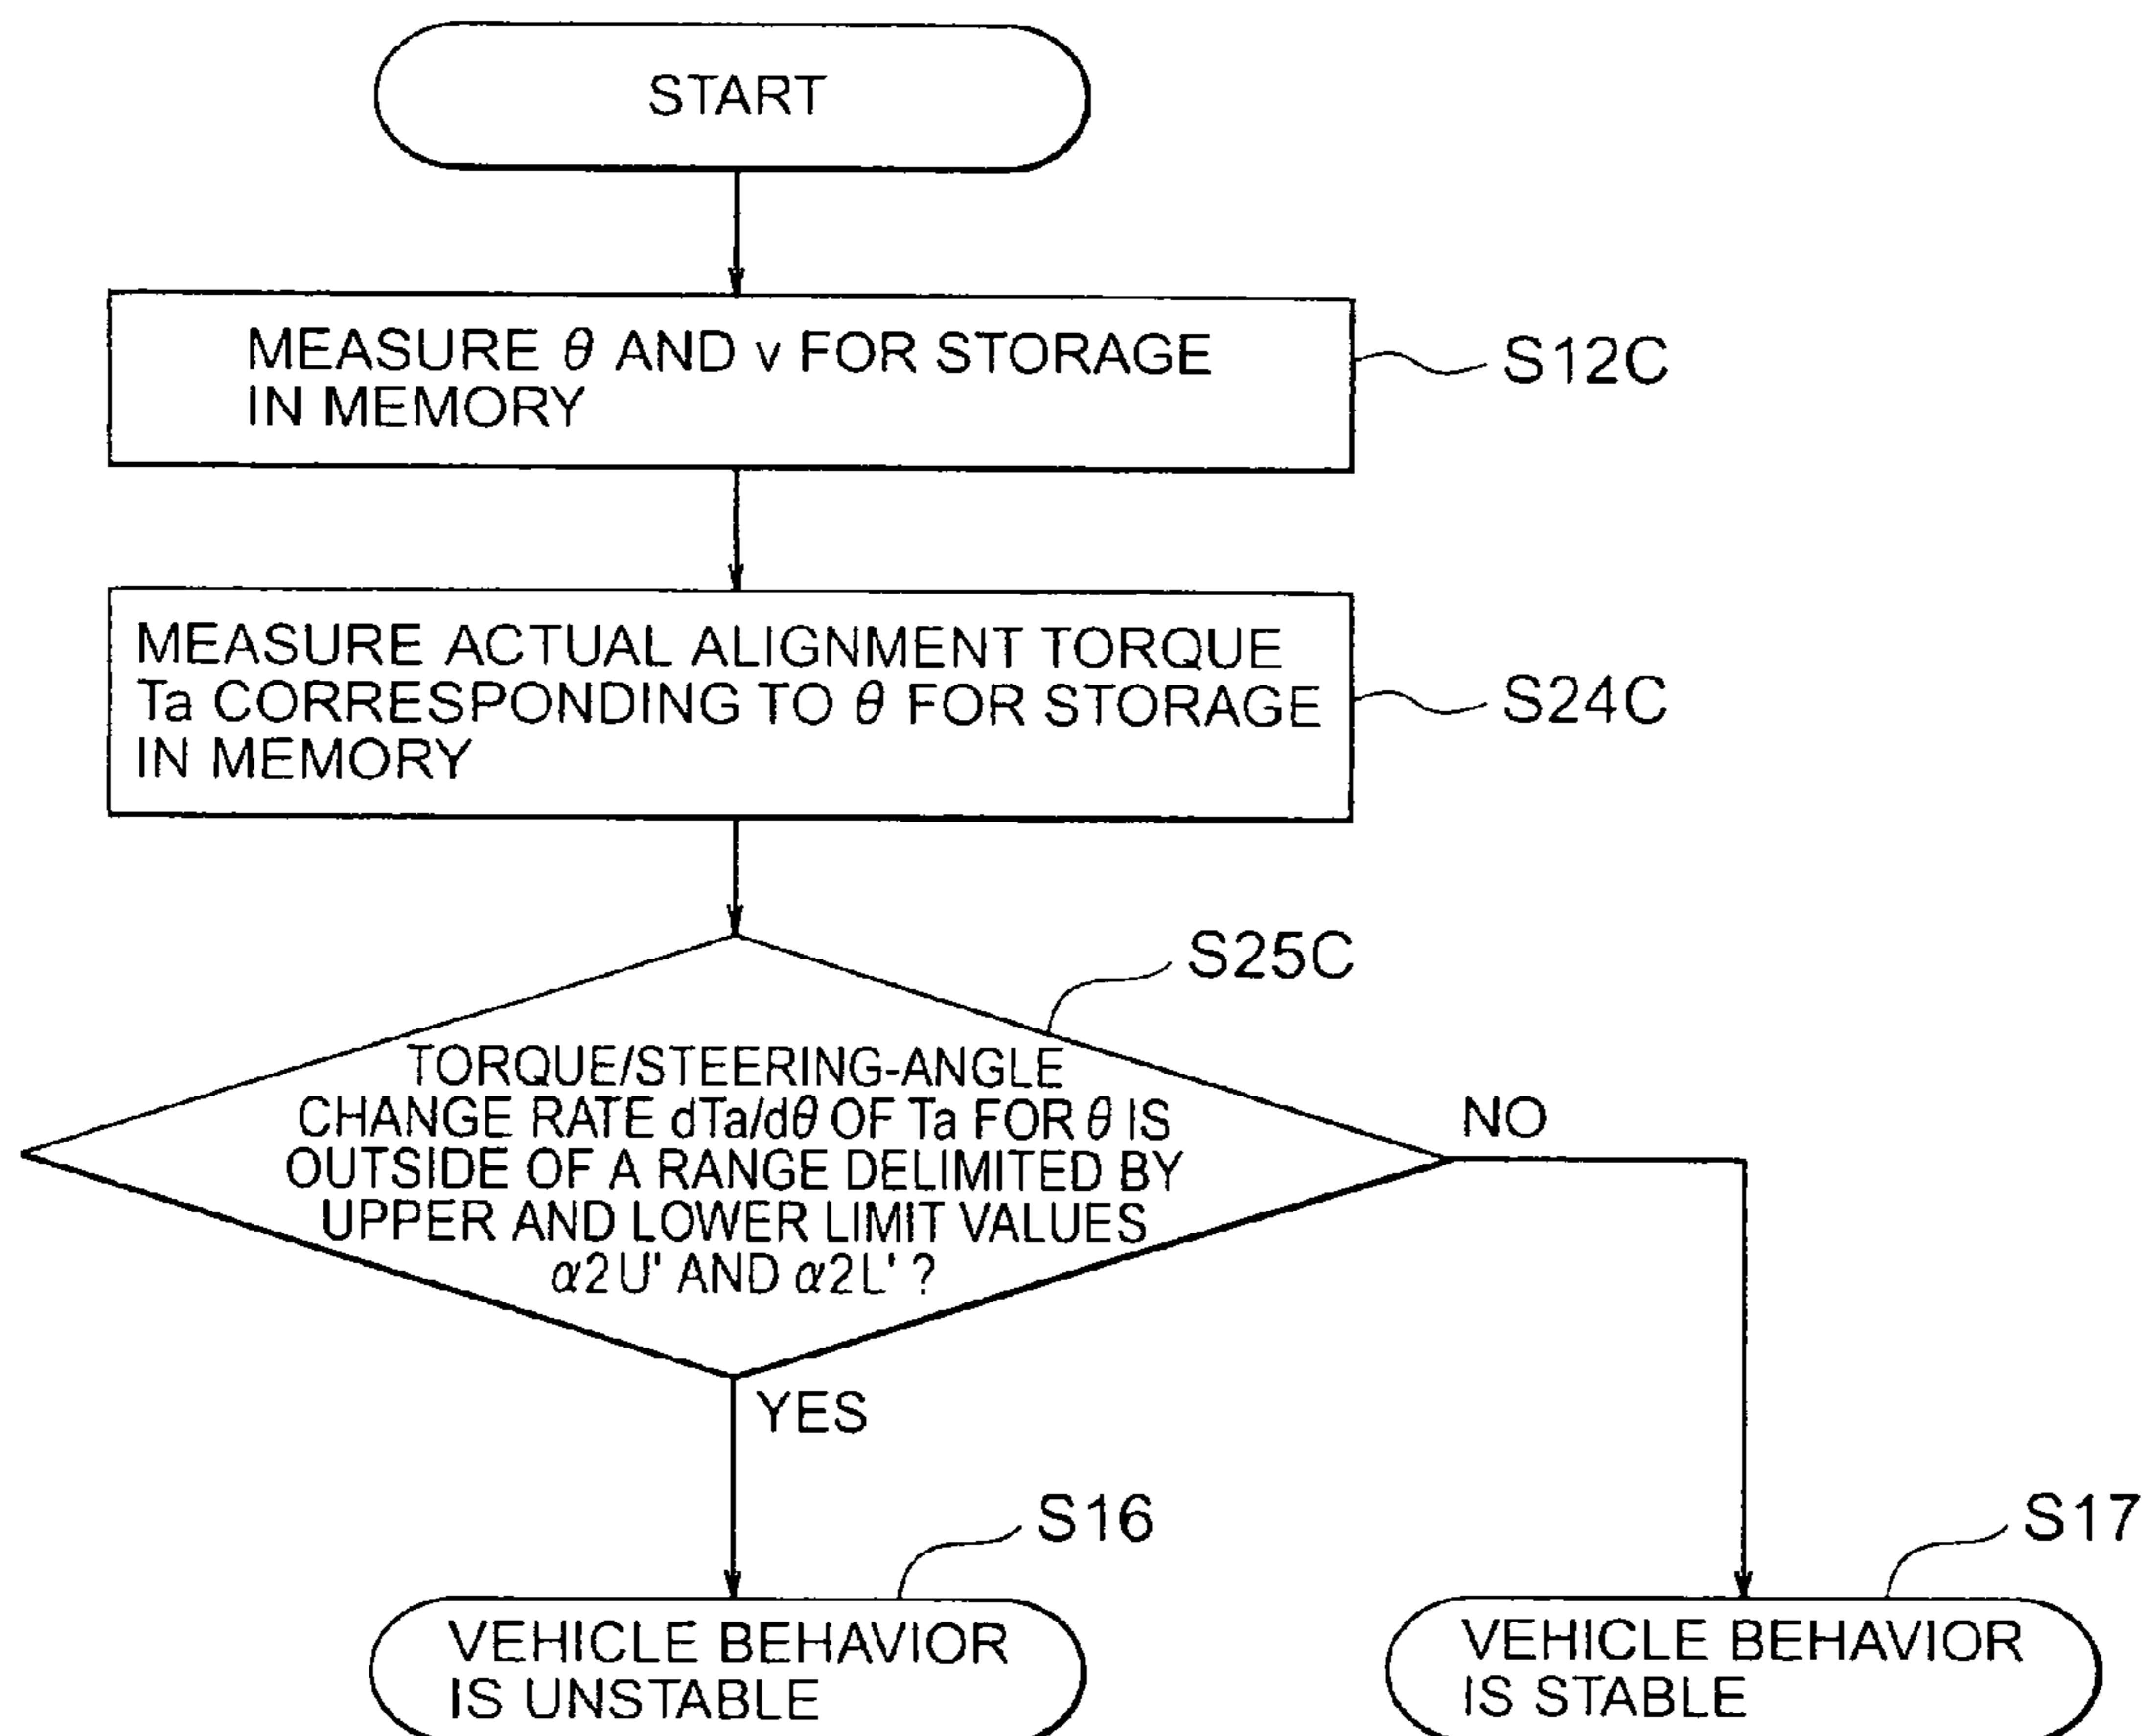 START
MEASURE θ AND v FOR STORAGE
IN MEMORY
S12C
MEASURE ACTUAL ALIGNMENT TORQUE
Ta CORRESPONDING TO θ FOR STORAGE
IN MEMORY
S24C
S25C
TORQUE/STEERING-ANGLE
CHANGE RATE dTa/dθ OF Ta FOR θ IS
OUTSIDE OF A RANGE DELIMITED BY
UPPER AND LOWER LIMIT VALUES
α2U' AND α2L' ?
NO
YES
S16
VEHICLE BEHAVIOR
IS UNSTABLE
S17
VEHICLE BEHAVIOR
IS STABLE